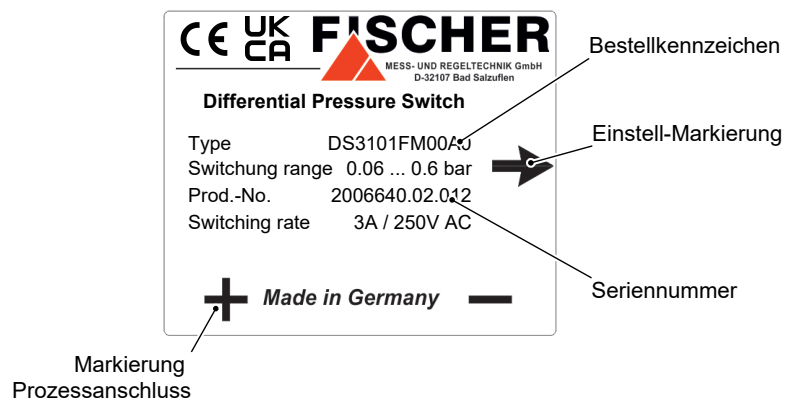 CE UK CA FISCHER
MESS- UND REGELTECHNIK GmbH
D-32107 Bad Salzuflen
Differential Pressure Switch
Type DS3101FM00A0
Switchung range 0.06 ... 0.6 bar
Prod.-No. 2006640.02.012
Switching rate 3A / 250V AC
+ Made in Germany −
Bestellkennzeichen
Einstell-Markierung
Seriennummer
Markierung
Prozessanschluss